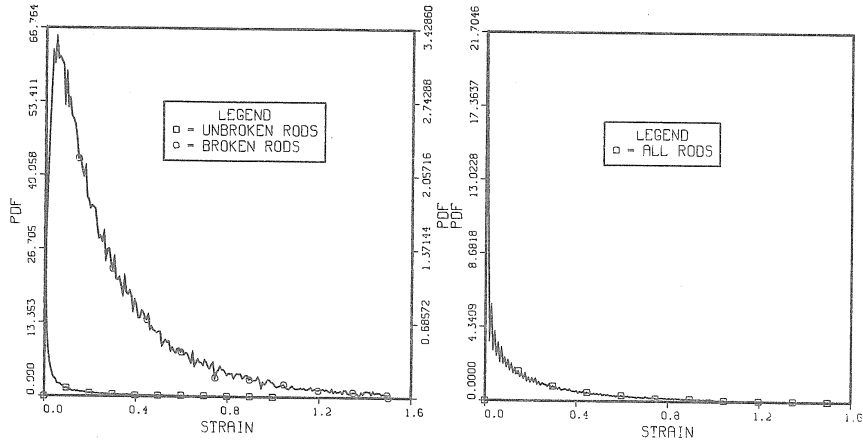 66.764
53.411
40.058
26.705
13.353
0.000
PDF
LEGEND
□ = UNBROKEN RODS
○ = BROKEN RODS
3.42860
2.74288
2.05716
1.37144
0.68572
PDF
0.0 0.4 0.8 1.2 1.6
STRAIN
21.7046
17.3637
13.0228
8.6818
4.3409
0.0000
PDF
LEGEND
□ = ALL RODS
0.0 0.4 0.8 1.2 1.6
STRAIN